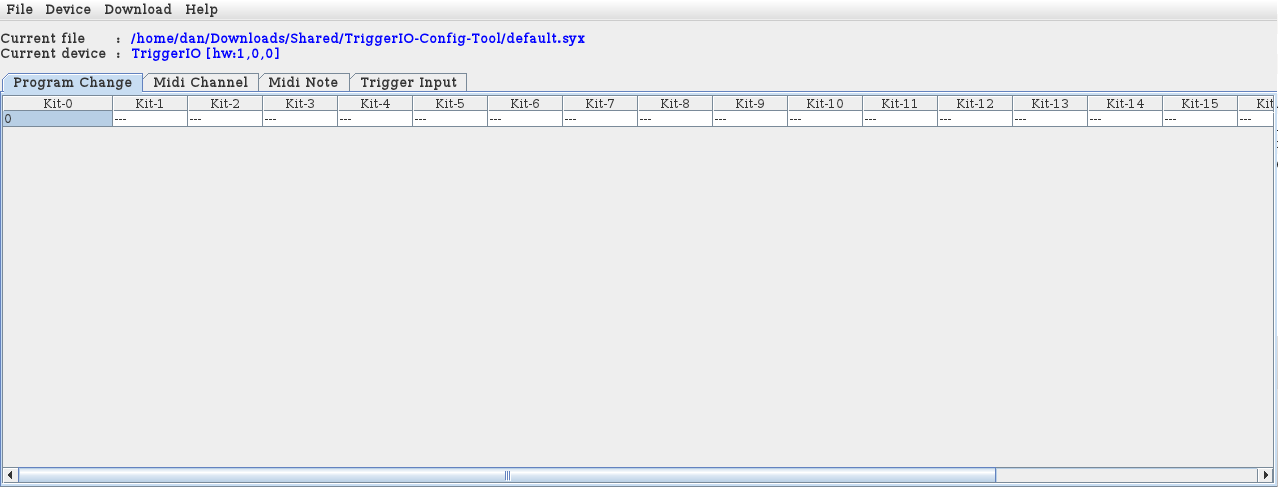 File Device Download Help
Current file : /home/dan/Downloads/Shared/TriggerIO-Config-Tool/default.syx
Current device : TriggerIO [hw:1,0,0]
Program Change Midi Channel Midi Note Trigger Input
Kit-0 Kit-1 Kit-2 Kit-3 Kit-4 Kit-5 Kit-6 Kit-7 Kit-8 Kit-9 Kit-10 Kit-11 Kit-12 Kit-13 Kit-14 Kit-15 Kit
0 --- --- --- --- --- --- --- --- --- --- --- --- --- --- --- ---